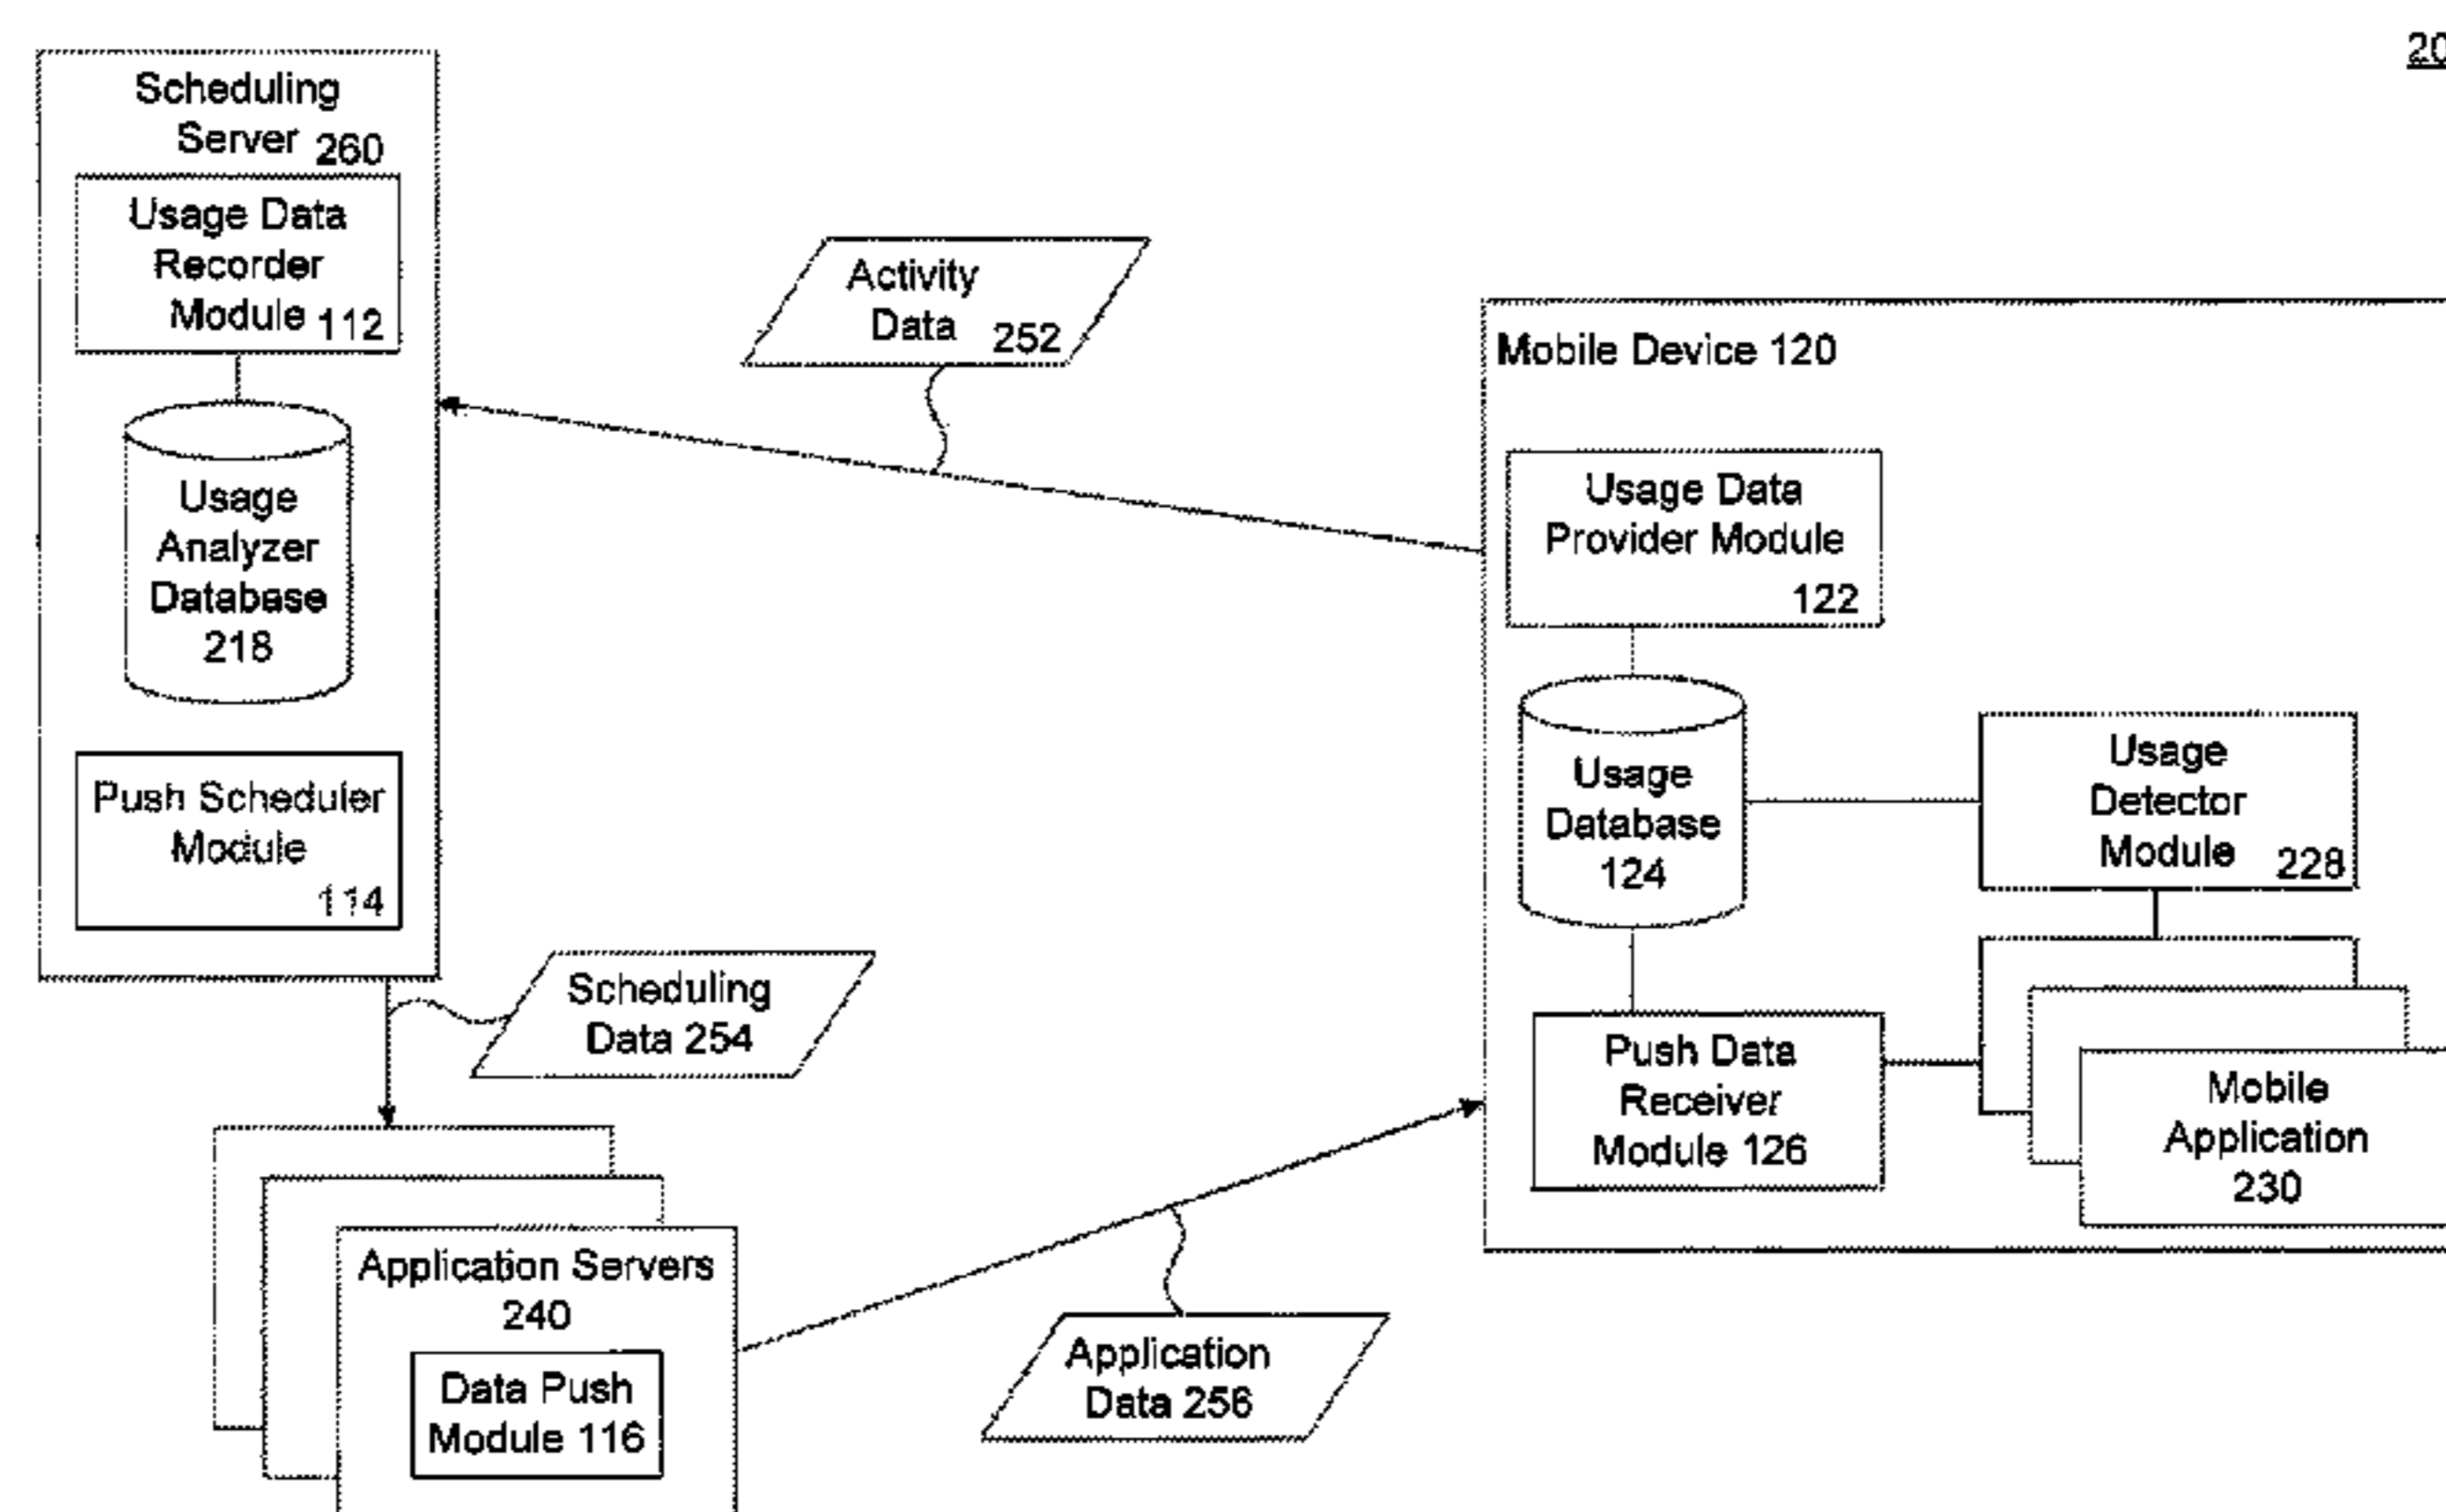 20
Scheduling
Server 260
Usage Data
Recorder
Module 112
Usage
Analyzer
Database
218
Push Scheduler
Module
114
Activity
Data 252
Mobile Device 120
Usage Data
Provider Module
122
Usage
Database
124
Usage
Detector
Module 228
Push Data
Receiver
Module 126
Mobile
Application
230
Scheduling
Data 254
Application Servers
240
Data Push
Module 116
Application
Data 256